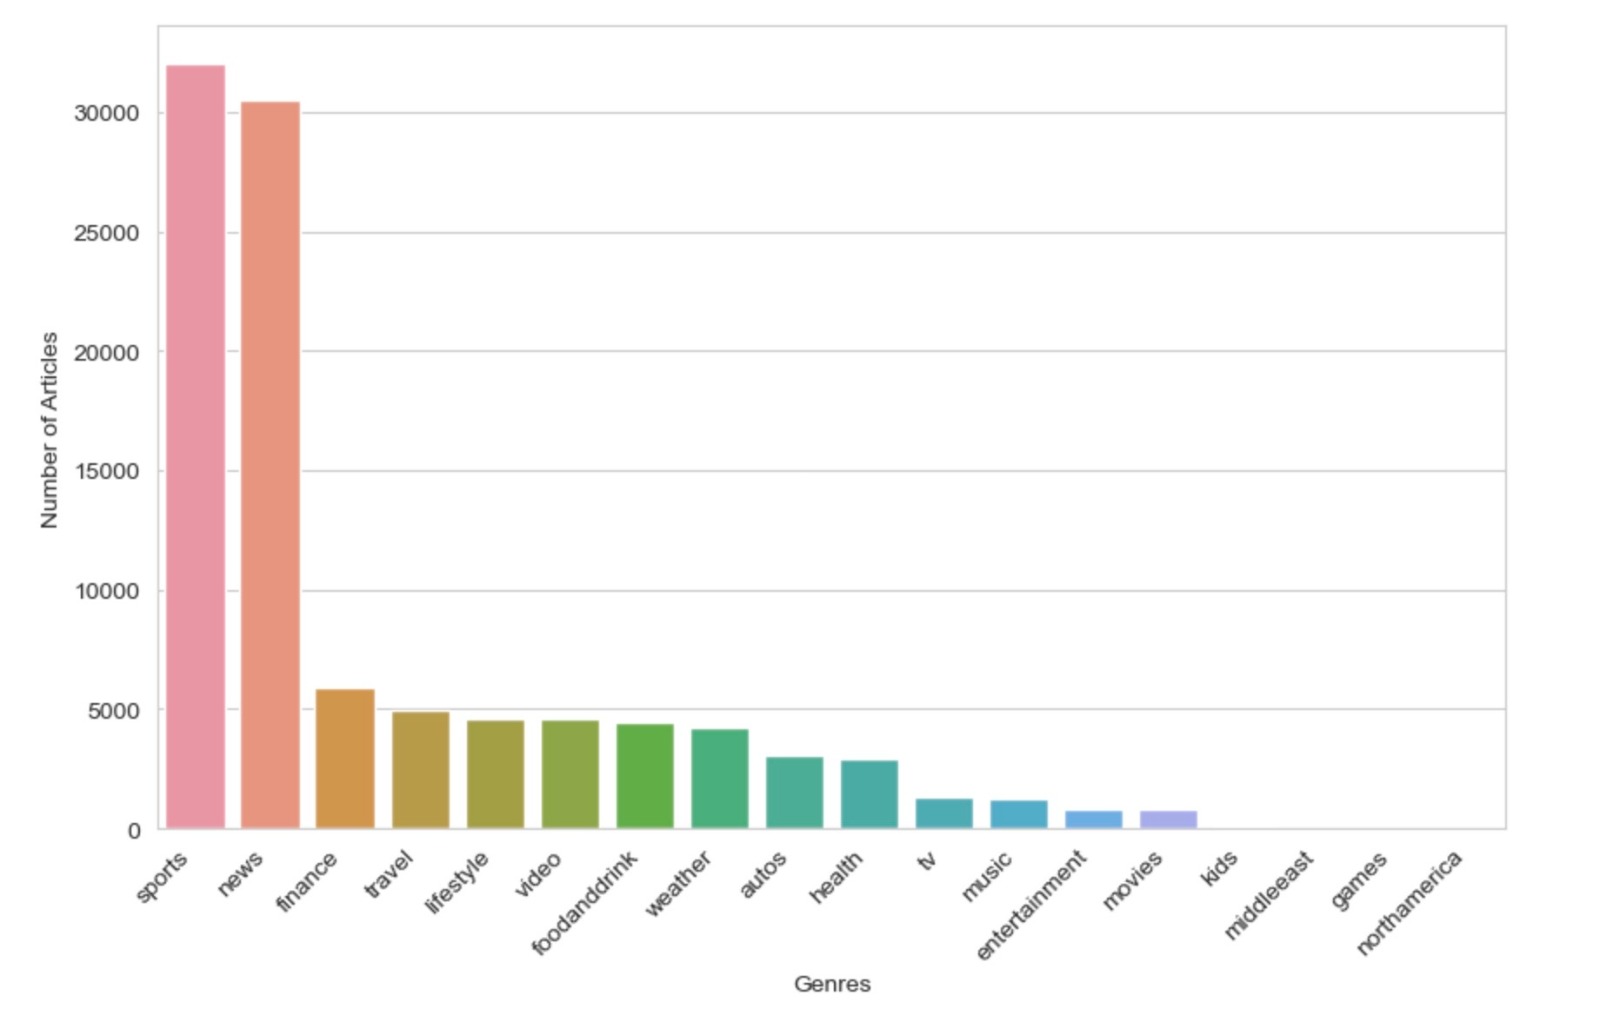 30000
25000
20000
15000
10000
5000
0
Number of Articles
sports
news
finance
travel
lifestyle
video
foodanddrink
weather
autos
health
tv
music
entertainment
movies
kids
middleeast
games
northamerica
Genres